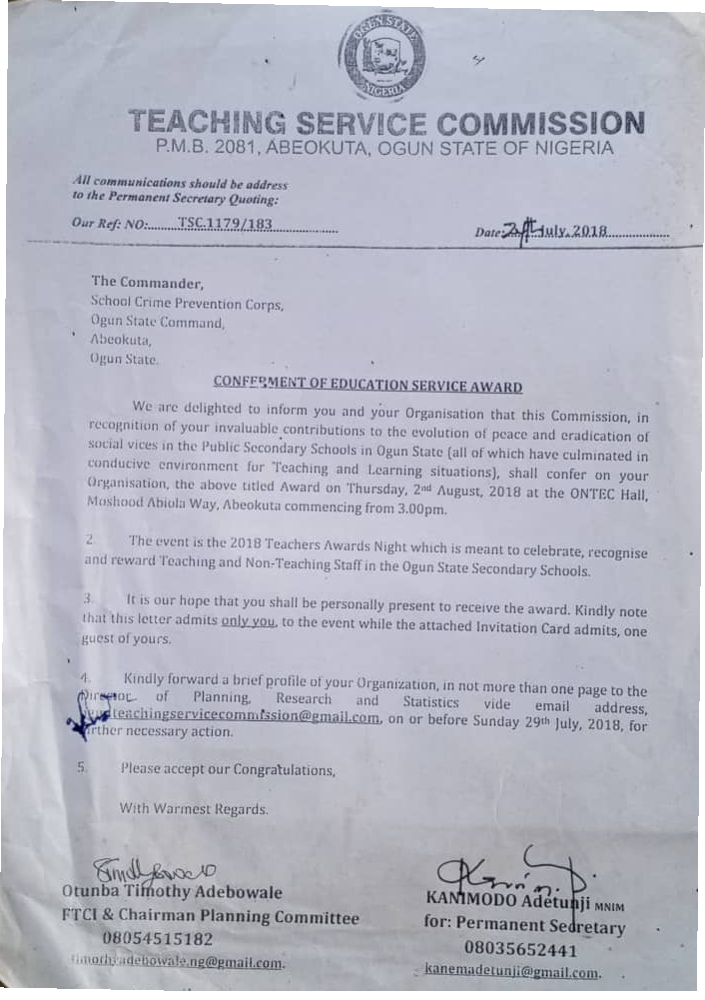 OGUN STATE
NIGERIA
TEACHING SERVICE COMMISSION
P.M.B. 2081, ABEOKUTA, OGUN STATE OF NIGERIA
All communications should be address
to the Permanent Secretary Quoting:
Our Ref: NO:......TSC.1179/183..................
Date: July, 2018..................
The Commander,
School Crime Prevention Corps,
Ogun State Command,
Abeokuta,
Ogun State.
CONFERMENT OF EDUCATION SERVICE AWARD
We are delighted to inform you and your Organisation that this Commission, in
recognition of your invaluable contributions to the evolution of peace and eradication of
social vices in the Public Secondary Schools in Ogun State (all of which have culminated in
conducive environment for Teaching and Learning situations), shall confer on your
Organisation, the above titled Award on Thursday, 2nd August, 2018 at the ONTEC Hall,
Moshood Abiola Way, Abeokuta commencing from 3.00pm.
2. The event is the 2018 Teachers Awards Night which is meant to celebrate, recognise
and reward Teaching and Non-Teaching Staff in the Ogun State Secondary Schools.
3. It is our hope that you shall be personally present to receive the award. Kindly note
that this letter admits only you, to the event while the attached Invitation Card admits, one
guest of yours.
4. Kindly forward a brief profile of your Organization, in not more than one page to the
Director of Planning, Research and Statistics vide email address,
teachingservicecommission@gmail.com, on or before Sunday 29th July, 2018, for
further necessary action.
5. Please accept our Congratulations,
With Warmest Regards.
Otunba Timothy Adebowale
FTCI & Chairman Planning Committee
08054515182
timothyadebowale.ng@gmail.com.
KANIMODO Adetunji MNIM
for: Permanent Secretary
08035652441
kanemadetunji@gmail.com.